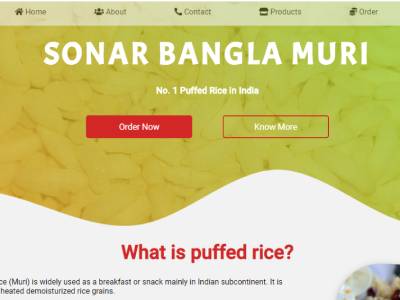 Home About Contact Products Order
SONAR BANGLA MURI
No. 1 Puffed Rice in India
Order Now Know More
What is puffed rice?
ce (Muri) is widely used as a breakfast or snack mainly in Indian subcontinent. It is
heated demoisturized rice grains.